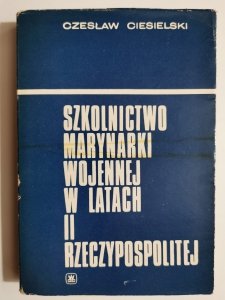 CZESŁAW CIESIELSKI
SZKOLNICTWO
MARYNARKI
WOJENNEJ
W LATACH
II
RZECZYPOSPOLITEJ